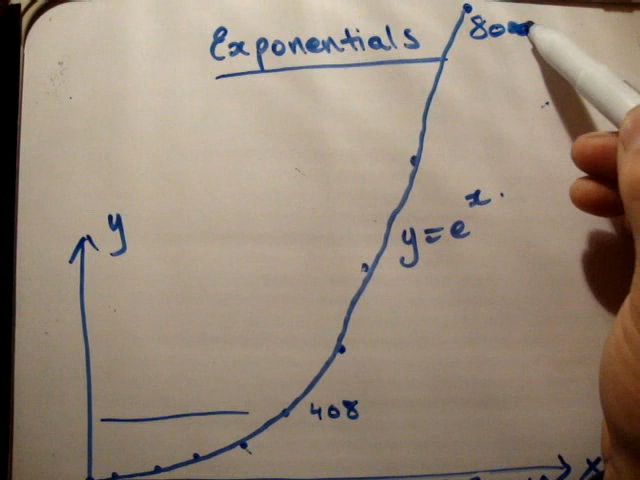 Exponentials
y
y = e^x.
408
x